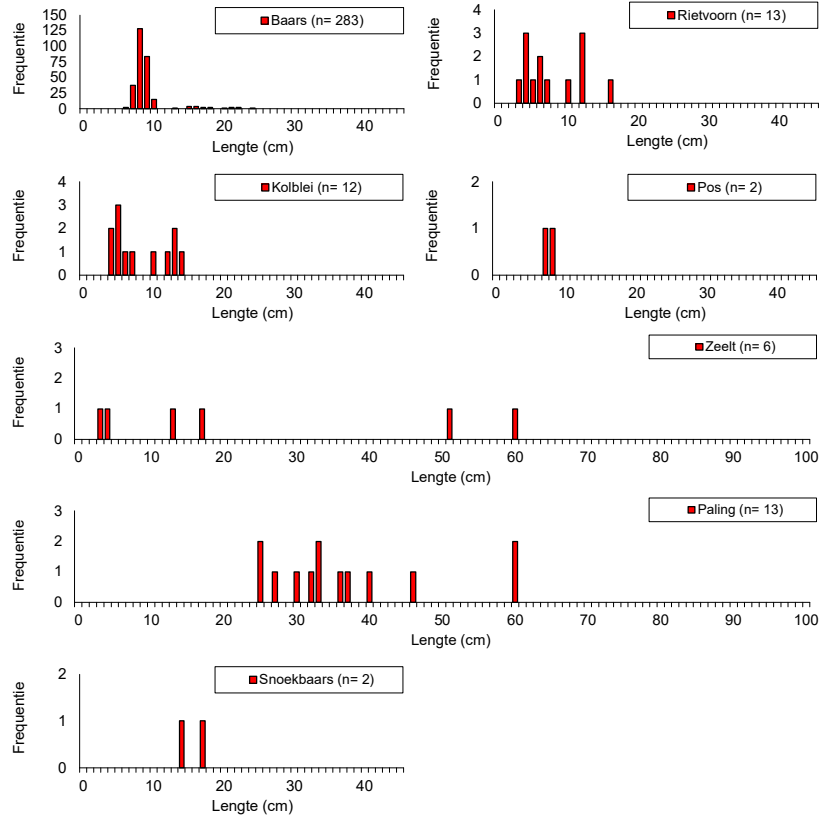 Baars (n= 283)
Frequentie
150
125
100
75
50
25
0
0 10 20 30 40
Lengte (cm)
Rietvoorn (n= 13)
Frequentie
4
3
2
1
0
0 10 20 30 40
Lengte (cm)
Kolblei (n= 12)
Frequentie
4
3
2
1
0
0 10 20 30 40
Lengte (cm)
Pos (n= 2)
Frequentie
2
1
0
0 10 20 30 40
Lengte (cm)
Zeelt (n= 6)
Frequentie
3
2
1
0
0 10 20 30 40 50 60 70 80 90 100
Lengte (cm)
Paling (n= 13)
Frequentie
3
2
1
0
0 10 20 30 40 50 60 70 80 90 100
Lengte (cm)
Snoekbaars (n= 2)
Frequentie
2
1
0
0 10 20 30 40
Lengte (cm)